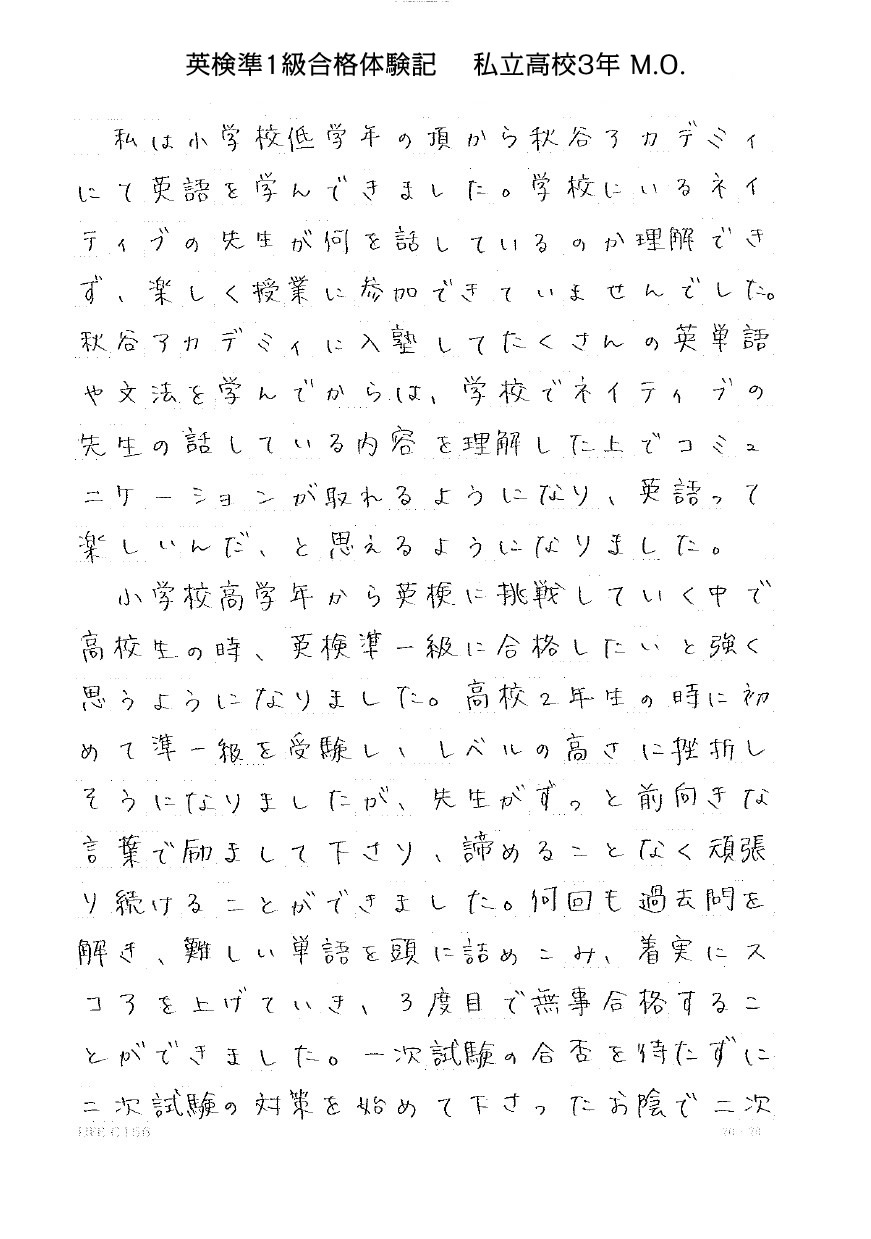 英検準1級合格体験記　私立高校3年 M.O.
私は小学校低学年の頃から秋谷アカデミィ
にて英語を学んできました。学校にいるネイ
ティブの先生が何を話しているのか理解でき
ず、楽しく授業に参加できていませんでした。
秋谷アカデミィに入塾してたくさんの英単語
や文法を学んでからは、学校でネイティブの
先生の話している内容を理解した上でコミュ
ニケーションが取れるようになり、英語って
楽しいんだ、と思えるようになりました。
小学校高学年から英検に挑戦していく中で
高校生の時、英検準一級に合格したいと強く
思うようになりました。高校2年生の時に初
めて準一級を受験し、レベルの高さに挫折し
そうになりましたが、先生がずっと前向きな
言葉で励まして下さり、諦めることなく頑張
り続けることができました。何回も過去問を
解き、難しい単語を頭に詰めこみ、着実にス
コアを上げていき、3度目で無事合格するこ
とができました。一次試験の合否を待たずに
二次試験の対策を始めて下さったお陰で二次